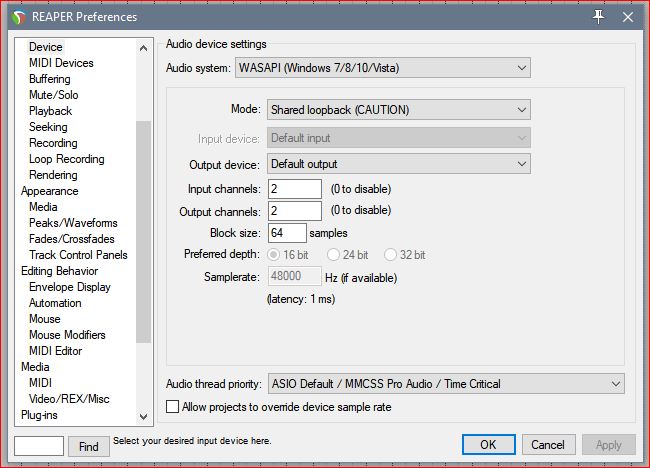 REAPER Preferences
Device
MIDI Devices
Buffering
Mute/Solo
Playback
Seeking
Recording
Loop Recording
Rendering
Appearance
Media
Peaks/Waveforms
Fades/Crossfades
Track Control Panels
Editing Behavior
Envelope Display
Automation
Mouse
Mouse Modifiers
MIDI Editor
Media
MIDI
Video/REX/Misc
Plug-ins
Audio device settings
Audio system: WASAPI (Windows 7/8/10/Vista)
Mode: Shared loopback (CAUTION)
Input device: Default input
Output device: Default output
Input channels: 2 (0 to disable)
Output channels: 2 (0 to disable)
Block size: 64 samples
Preferred depth: 16 bit 24 bit 32 bit
Samplerate: 48000 Hz (if available)
(latency: 1 ms)
Audio thread priority: ASIO Default / MMCSS Pro Audio / Time Critical
Allow projects to override device sample rate
Find Select your desired input device here. OK Cancel Apply